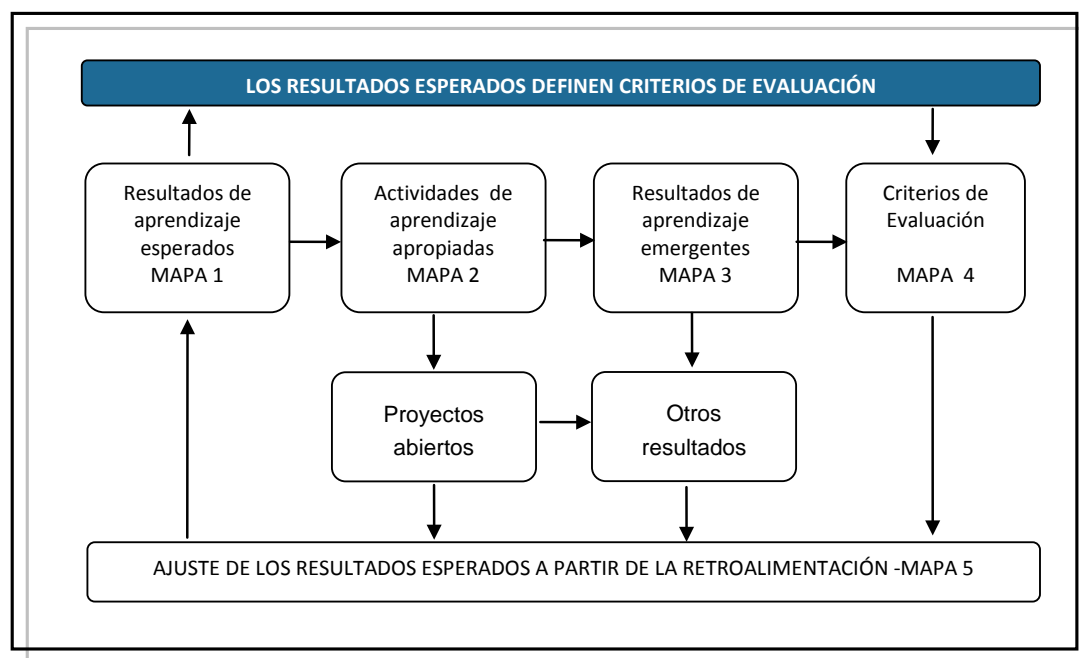 LOS RESULTADOS ESPERADOS DEFINEN CRITERIOS DE EVALUACIÓN
Resultados de
aprendizaje
esperados
MAPA 1
Actividades de
aprendizaje
apropiadas
MAPA 2
Resultados de
aprendizaje
emergentes
MAPA 3
Criterios de
Evaluación
MAPA 4
Proyectos
abiertos
Otros
resultados
AJUSTE DE LOS RESULTADOS ESPERADOS A PARTIR DE LA RETROALIMENTACIÓN -MAPA 5